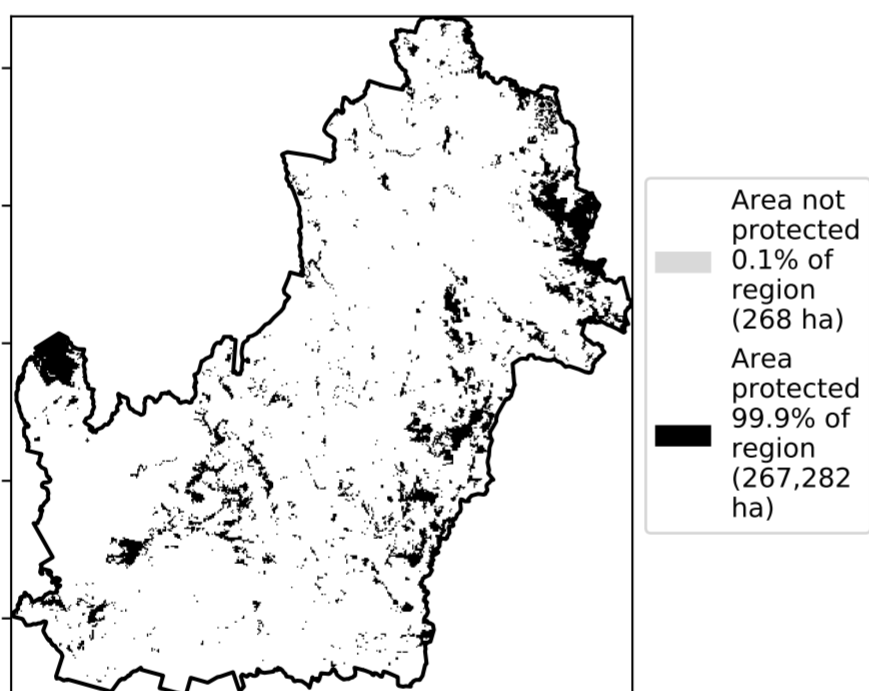 Area not
protected
0.1% of
region
(268 ha)
Area
protected
99.9% of
region
(267,282
ha)